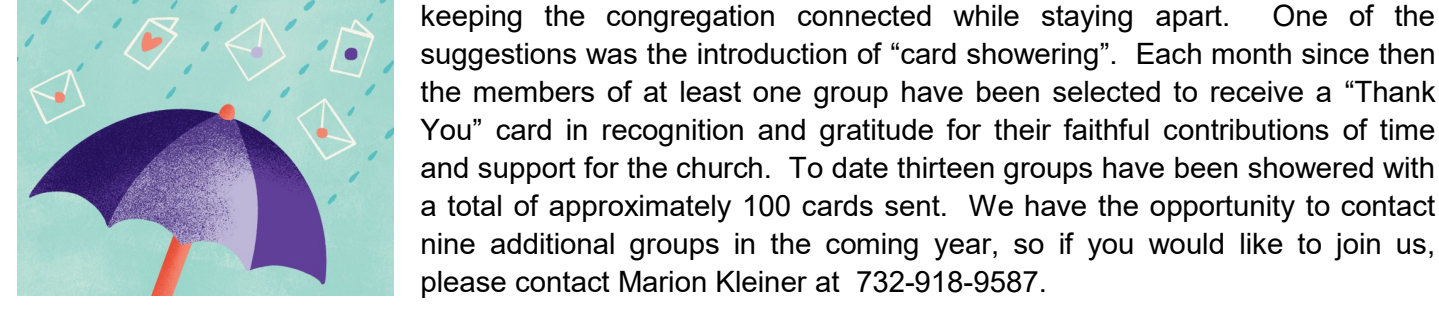 keeping the congregation connected while staying apart. One of the
suggestions was the introduction of “card showering”. Each month since then
the members of at least one group have been selected to receive a “Thank
You” card in recognition and gratitude for their faithful contributions of time
and support for the church. To date thirteen groups have been showered with
a total of approximately 100 cards sent. We have the opportunity to contact
nine additional groups in the coming year, so if you would like to join us,
please contact Marion Kleiner at 732-918-9587.